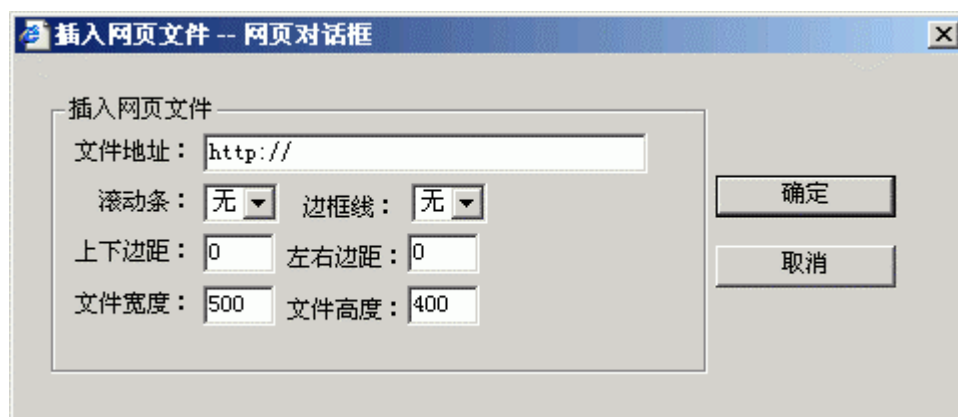 插入网页文件 -- 网页对话框
插入网页文件
文件地址： http://
滚动条： 无 边框线： 无
确定
上下边距： 0 左右边距： 0
取消
文件宽度： 500 文件高度： 400